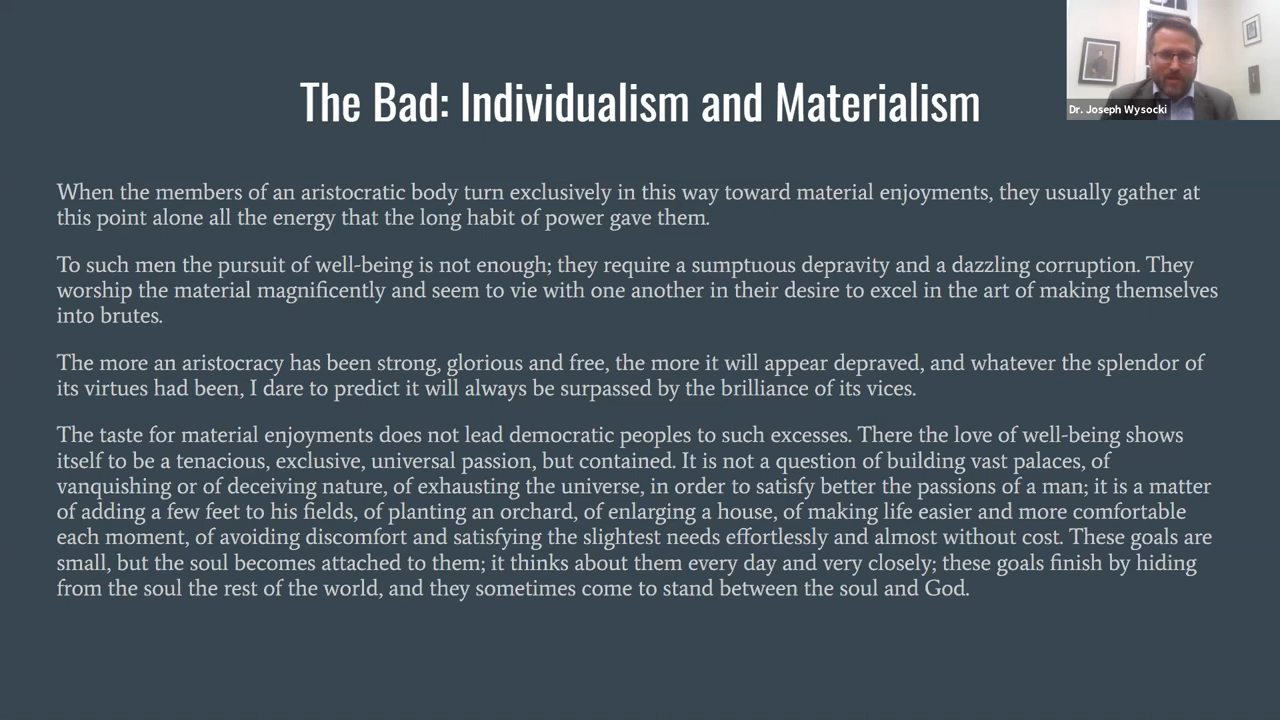 The Bad: Individualism and Materialism
Dr. Joseph Wysocki
When the members of an aristocratic body turn exclusively in this way toward material enjoyments, they usually gather at
this point alone all the energy that the long habit of power gave them.
To such men the pursuit of well-being is not enough; they require a sumptuous depravity and a dazzling corruption. They
worship the material magnificently and seem to vie with one another in their desire to excel in the art of making themselves
into brutes.
The more an aristocracy has been strong, glorious and free, the more it will appear depraved, and whatever the splendor of
its virtues had been, I dare to predict it will always be surpassed by the brilliance of its vices.
The taste for material enjoyments does not lead democratic peoples to such excesses. There the love of well-being shows
itself to be a tenacious, exclusive, universal passion, but contained. It is not a question of building vast palaces, of
vanquishing or of deceiving nature, of exhausting the universe, in order to satisfy better the passions of a man; it is a matter
of adding a few feet to his fields, of planting an orchard, of enlarging a house, of making life easier and more comfortable
each moment, of avoiding discomfort and satisfying the slightest needs effortlessly and almost without cost. These goals are
small, but the soul becomes attached to them; it thinks about them every day and very closely; these goals finish by hiding
from the soul the rest of the world, and they sometimes come to stand between the soul and God.